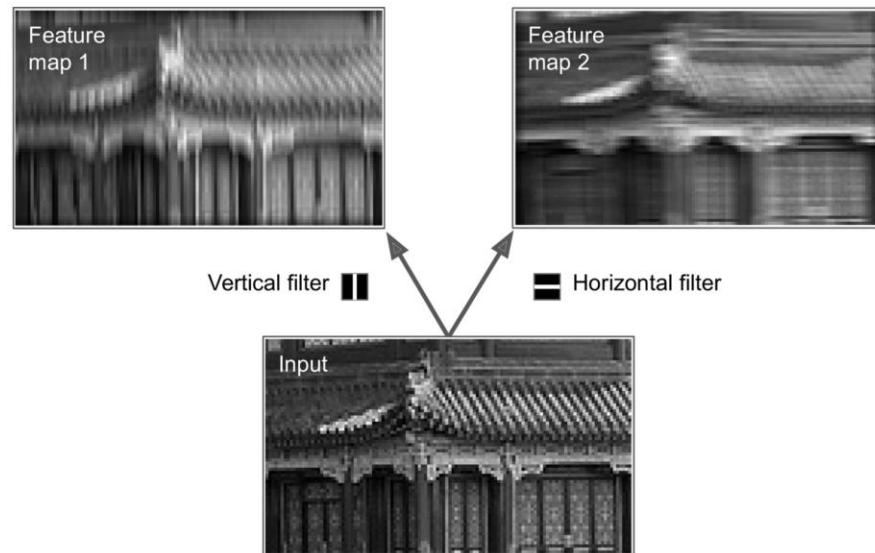 Feature
map 1
Feature
map 2
Vertical filter
Horizontal filter
Input